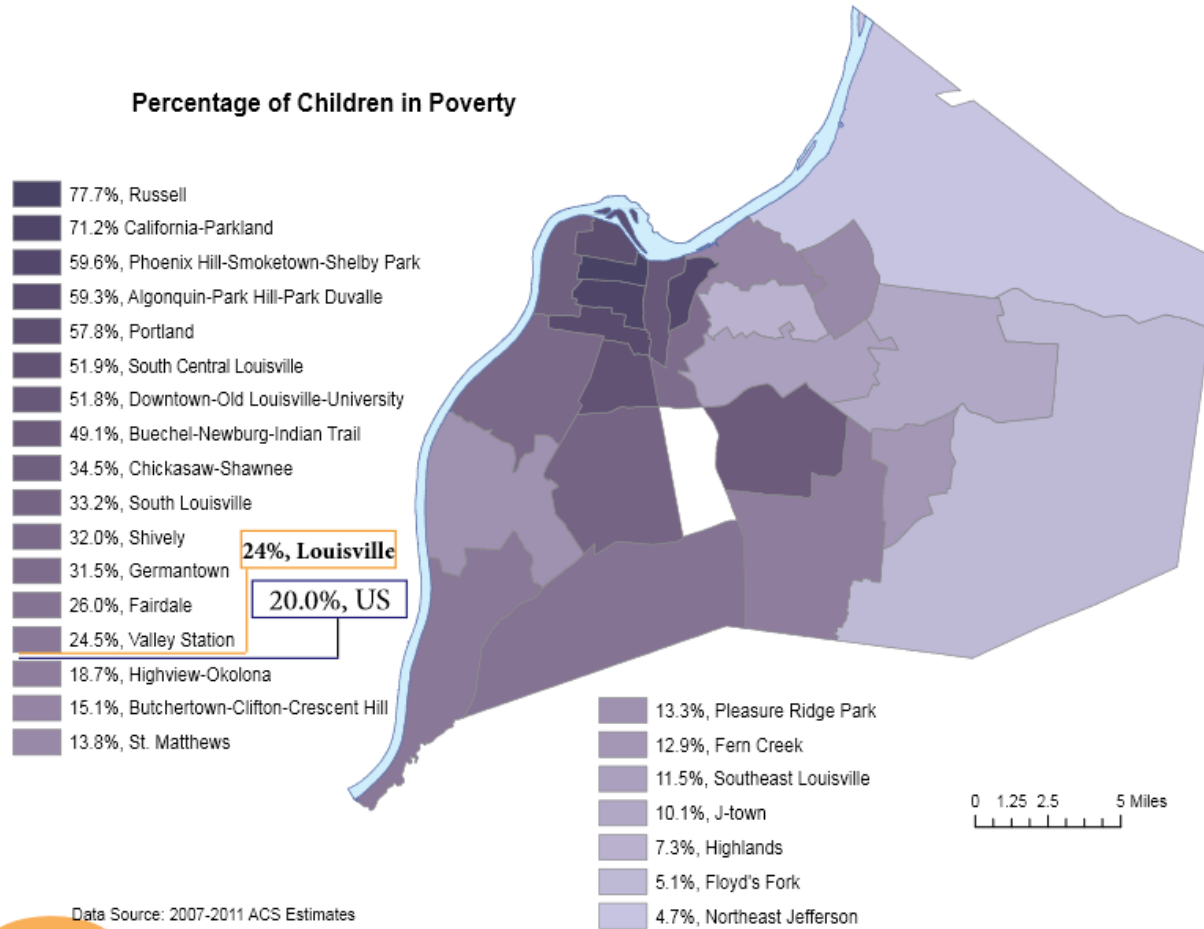 Percentage of Children in Poverty
77.7%, Russell
71.2% California-Parkland
59.6%, Phoenix Hill-Smoketown-Shelby Park
59.3%, Algonquin-Park Hill-Park Duvalle
57.8%, Portland
51.9%, South Central Louisville
51.8%, Downtown-Old Louisville-University
49.1%, Buechel-Newburg-Indian Trail
34.5%, Chickasaw-Shawnee
33.2%, South Louisville
32.0%, Shively
24%, Louisville
31.5%, Germantown
20.0%, US
26.0%, Fairdale
24.5%, Valley Station
18.7%, Highview-Okolona
15.1%, Butchertown-Clifton-Crescent Hill
13.8%, St. Matthews
13.3%, Pleasure Ridge Park
12.9%, Fern Creek
11.5%, Southeast Louisville
10.1%, J-town
7.3%, Highlands
5.1%, Floyd's Fork
4.7%, Northeast Jefferson
0 1.25 2.5 5 Miles
Data Source: 2007-2011 ACS Estimates